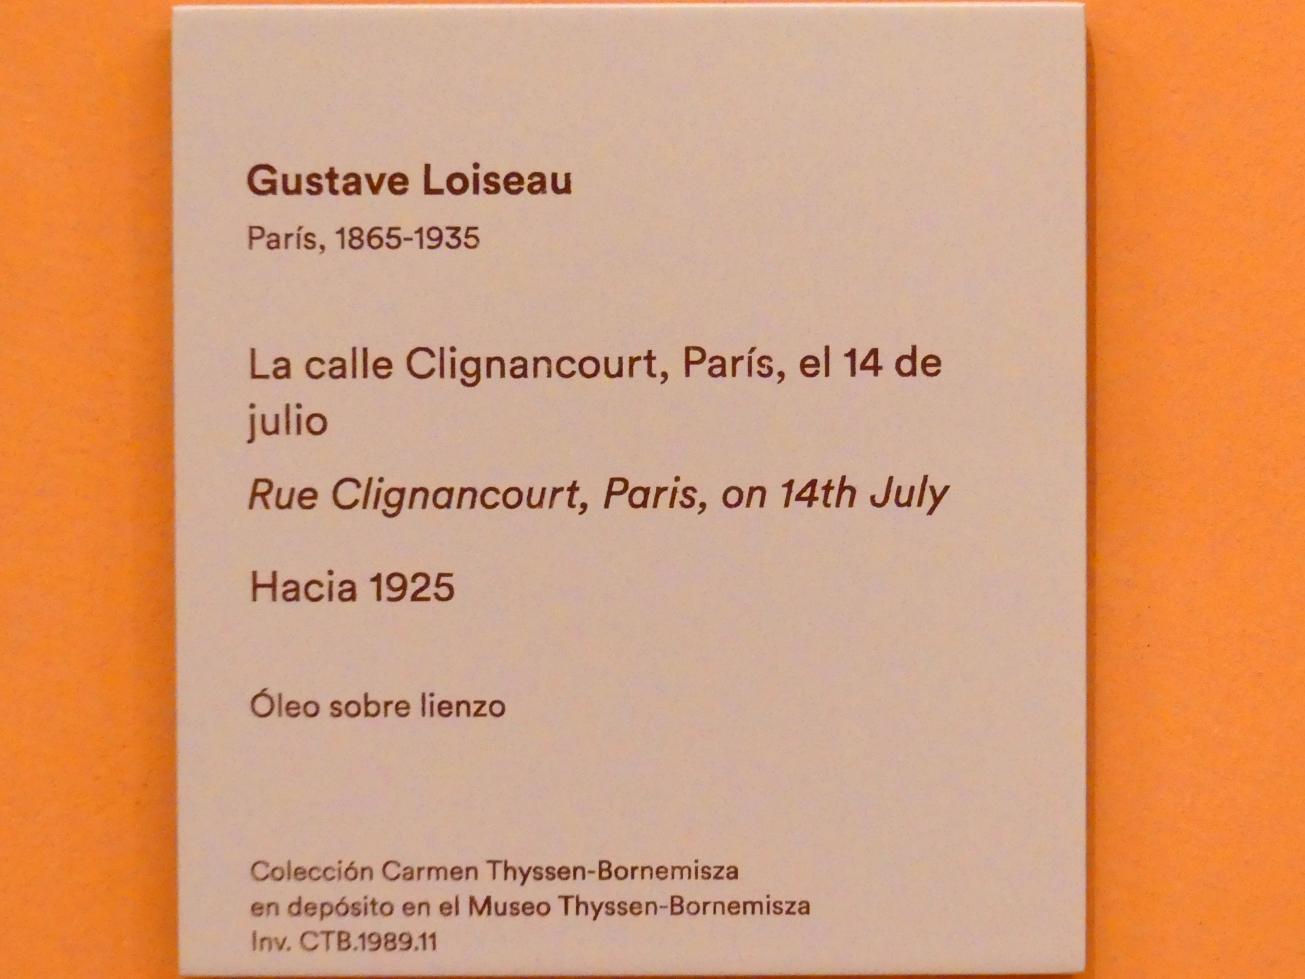 Gustave Loiseau
París, 1865-1935
La calle Clignancourt, París, el 14 de
julio
Rue Clignancourt, Paris, on 14th July
Hacia 1925
Óleo sobre lienzo
Colección Carmen Thyssen-Bornemisza
en depósito en el Museo Thyssen-Bornemisza
Inv. CTB.1989.11